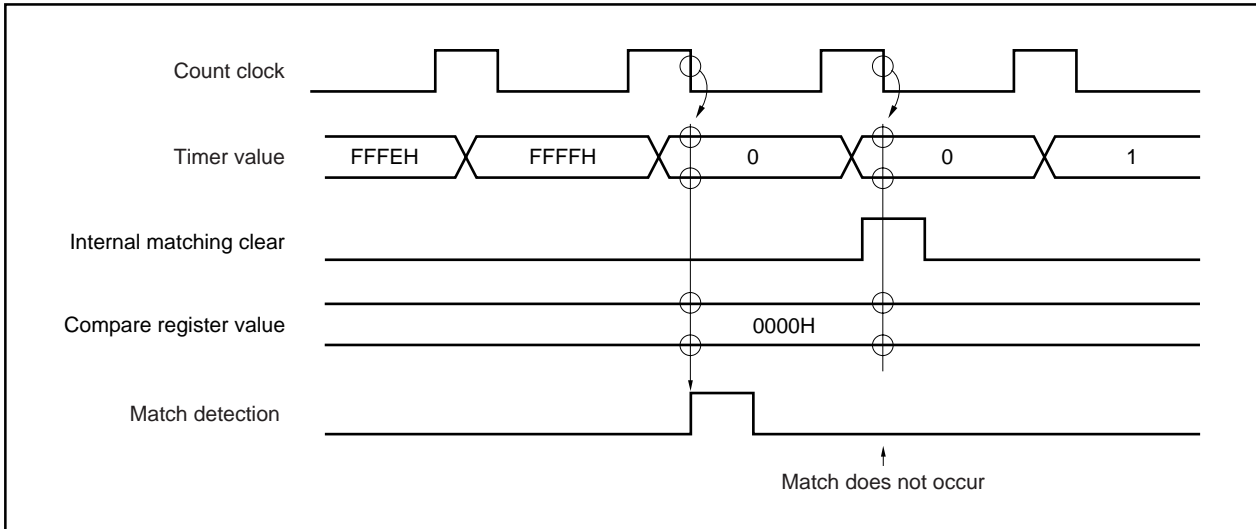 Count clock
Timer value FFFEH FFFFH 0 0 1
Internal matching clear
Compare register value 0000H
Match detection
Match does not occur